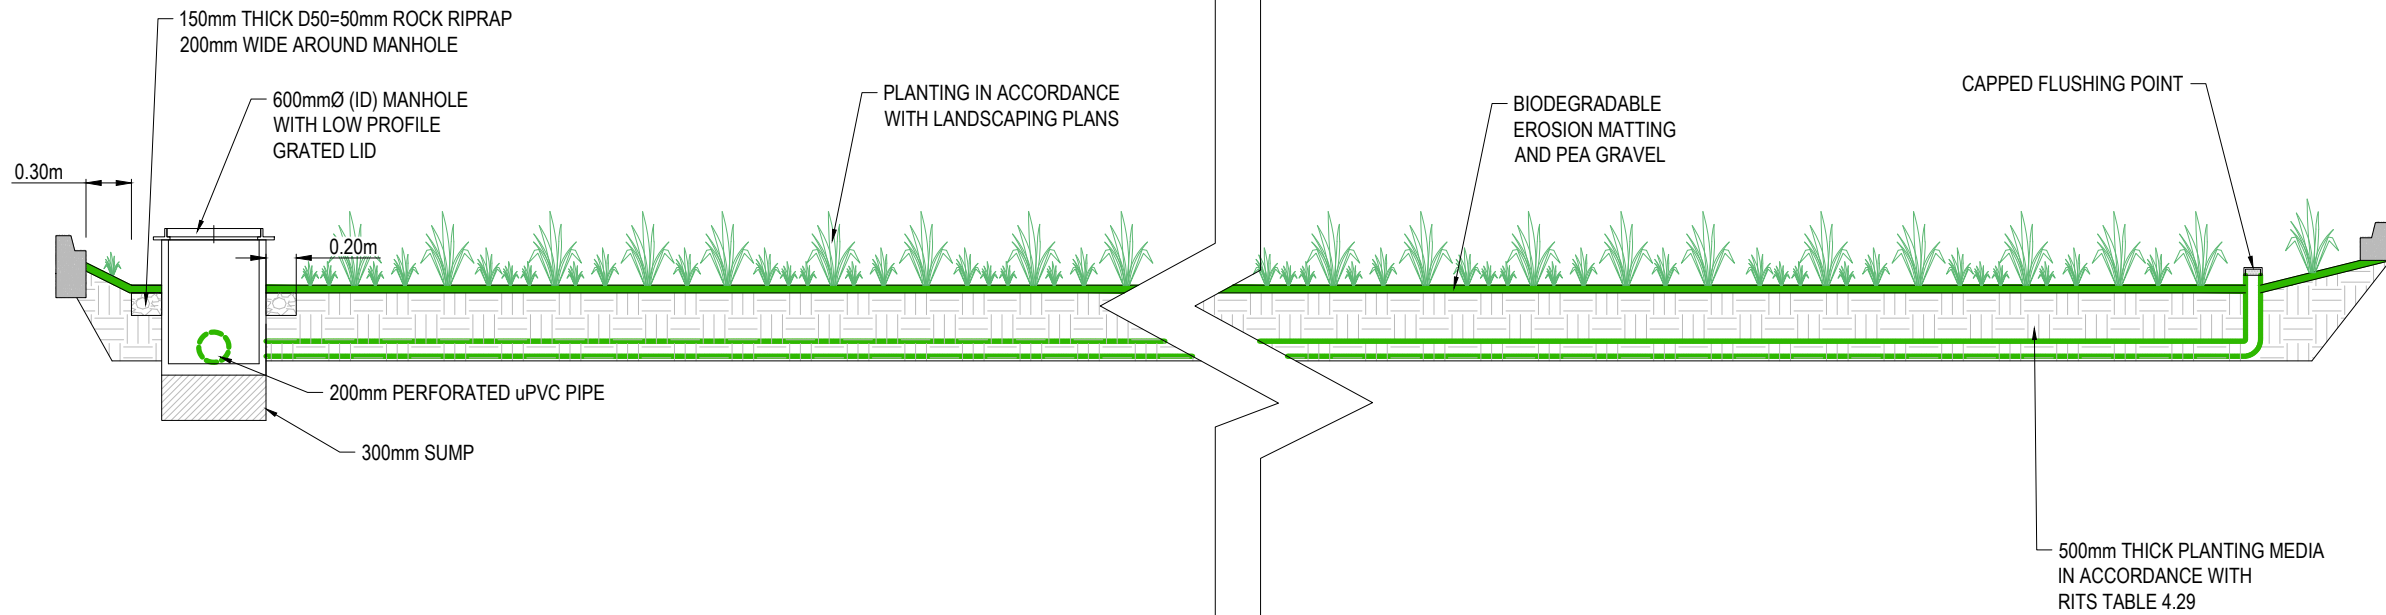 150mm THICK D50=50mm ROCK RIPRAP
200mm WIDE AROUND MANHOLE
600mmØ (ID) MANHOLE
WITH LOW PROFILE
GRATED LID
0.30m
0.20m
PLANTING IN ACCORDANCE
WITH LANDSCAPING PLANS
BIODEGRADABLE
EROSION MATTING
AND PEA GRAVEL
CAPPED FLUSHING POINT
200mm PERFORATED uPVC PIPE
300mm SUMP
500mm THICK PLANTING MEDIA
IN ACCORDANCE WITH
RITS TABLE 4.29